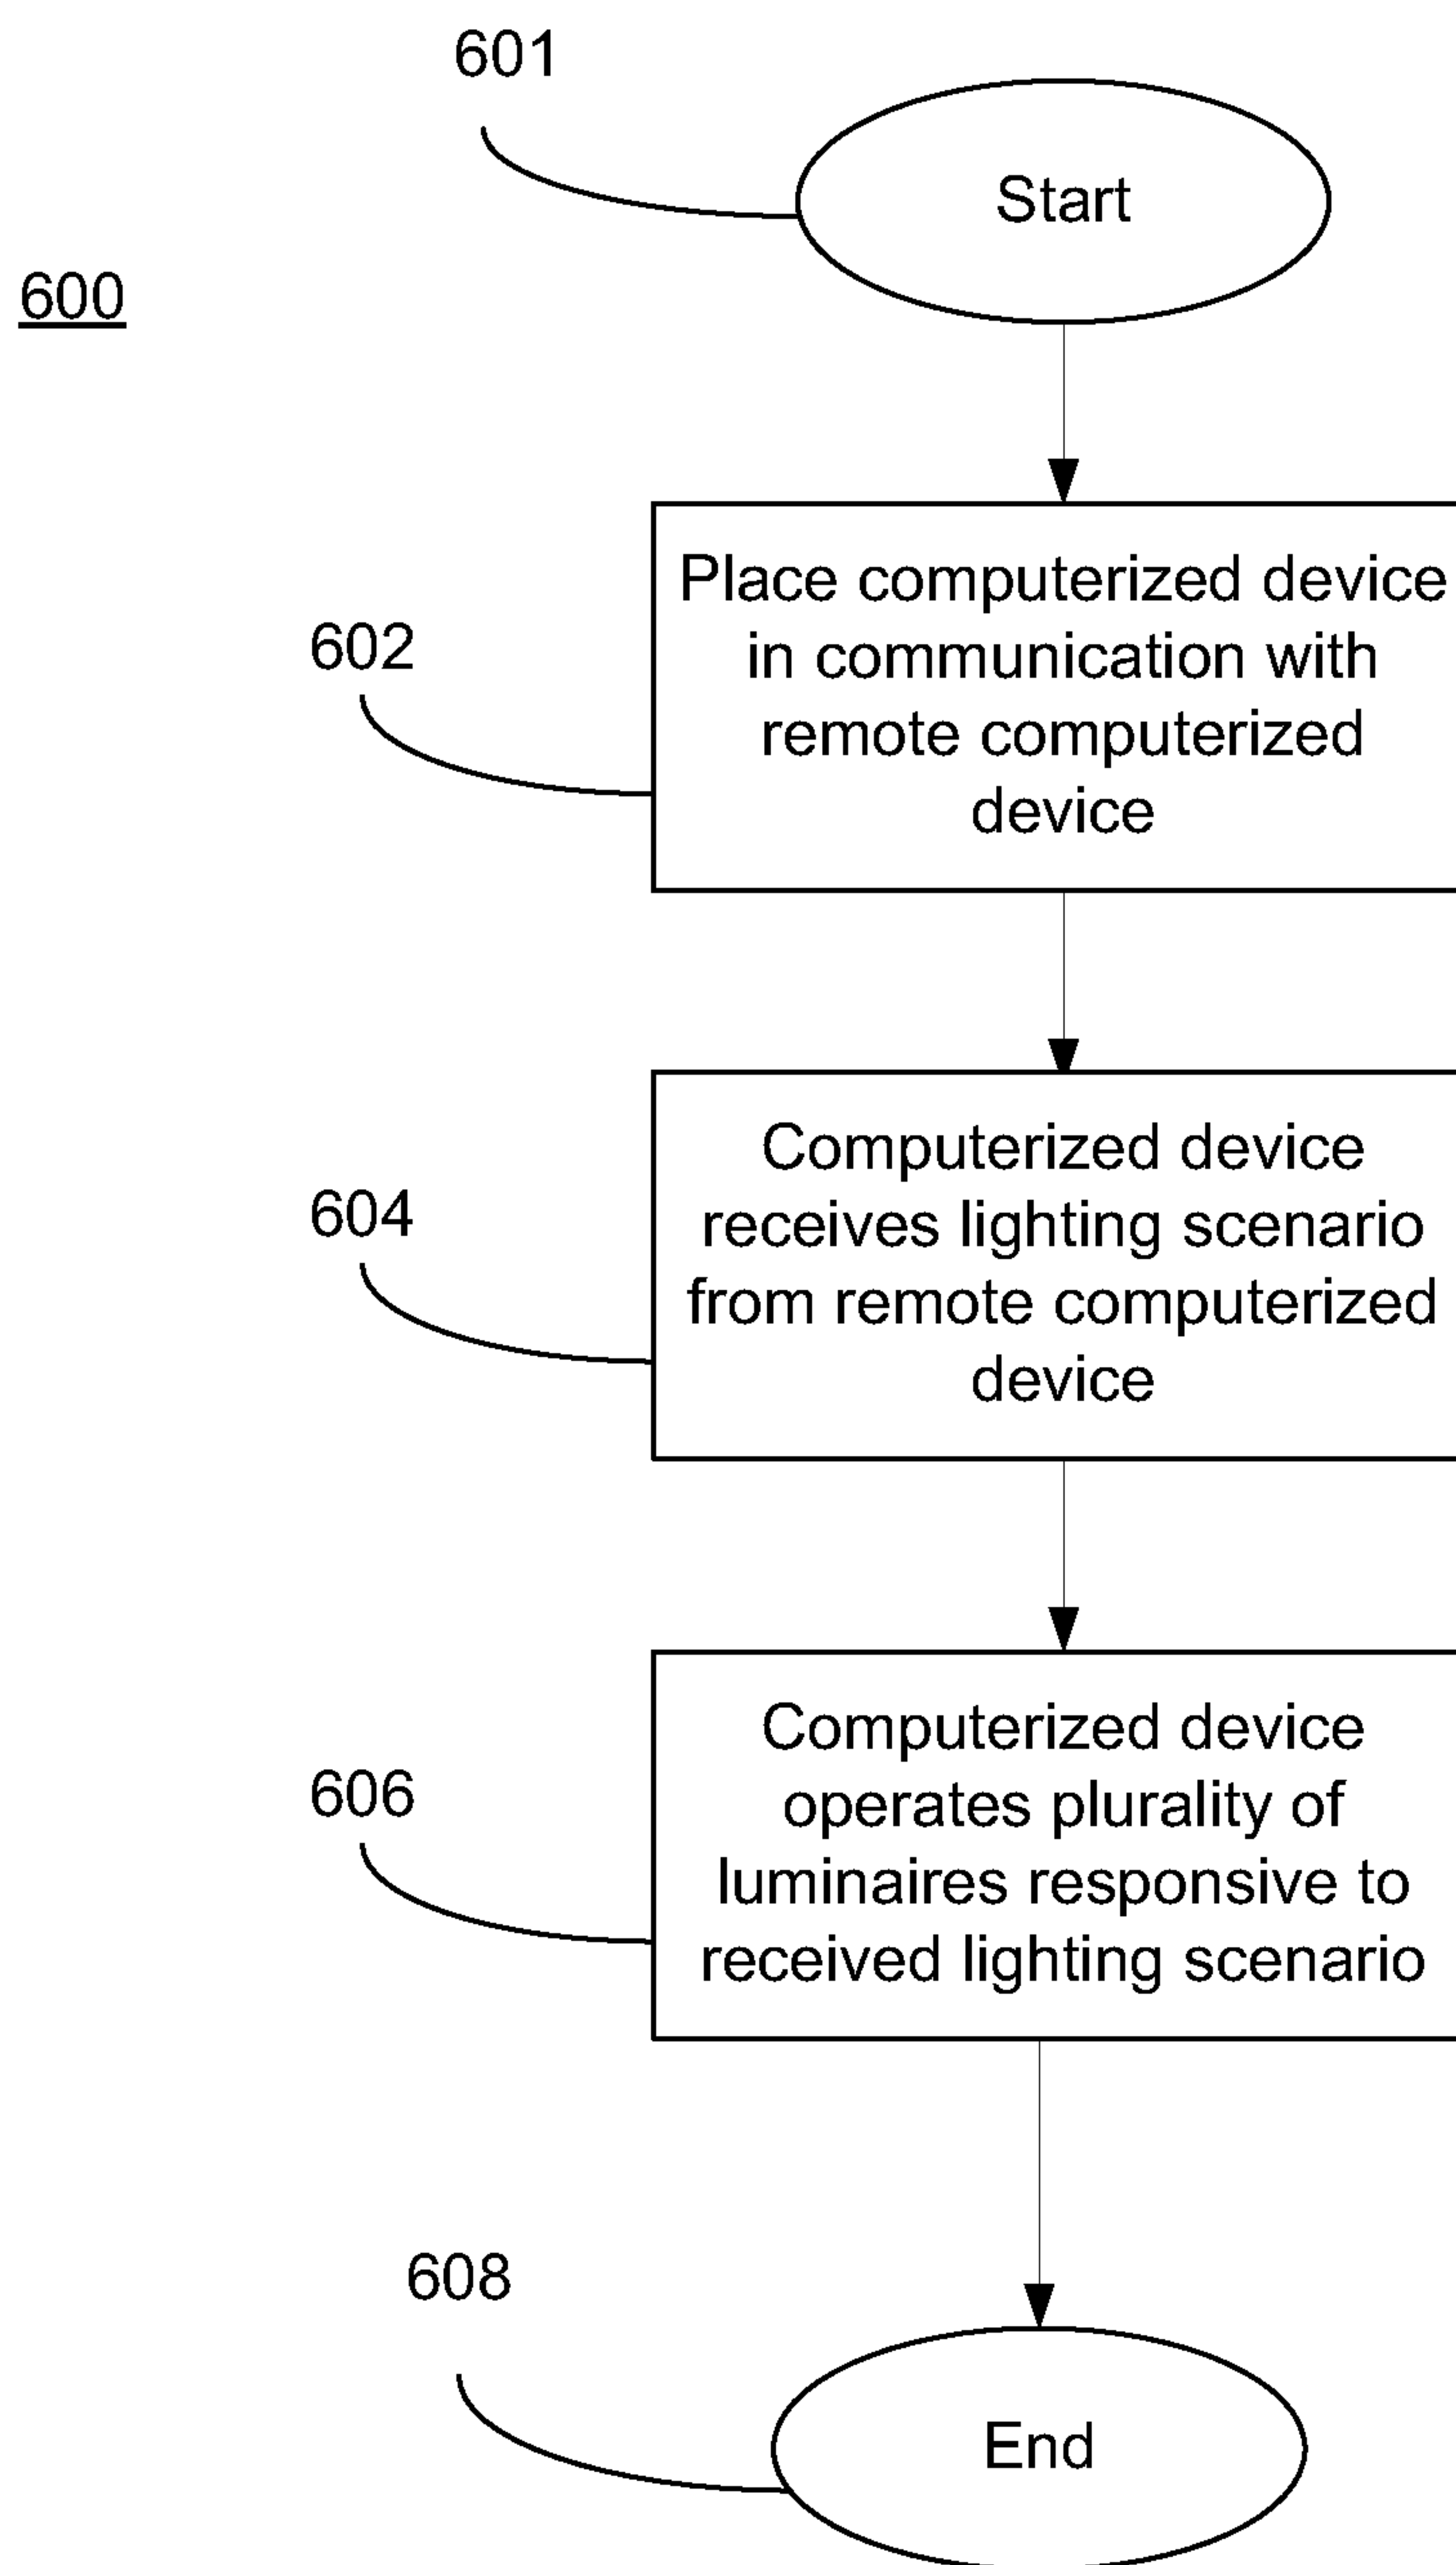 601
Start
600
Place computerized device
in communication with
remote computerized
device
602
Computerized device
receives lighting scenario
from remote computerized
device
604
Computerized device
operates plurality of
luminaires responsive to
received lighting scenario
606
608
End